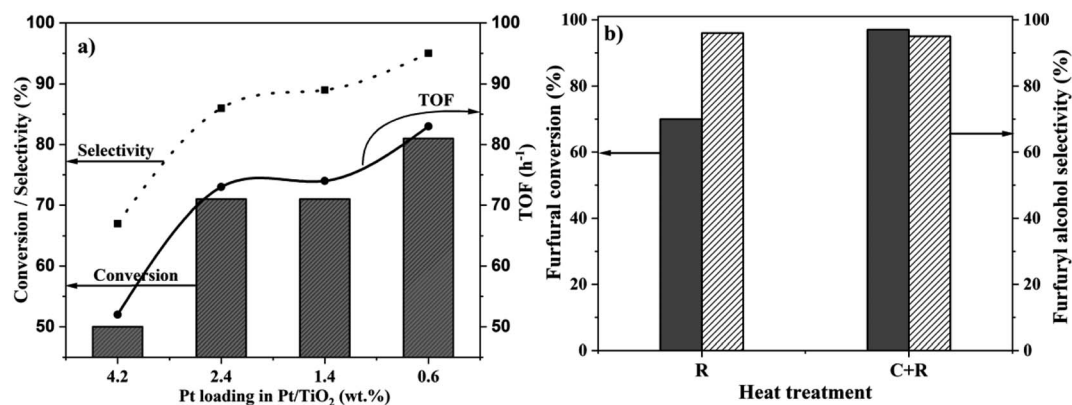 a)
100
90
80
70
60
50
Conversion / Selectivity (%)
Selectivity
Conversion
TOF
100
90
80
70
60
50
TOF (h⁻¹)
4.2 2.4 1.4 0.6
Pt loading in Pt/TiO₂ (wt.%)
b)
100
80
60
40
20
0
Furfural conversion (%)
100
80
60
40
20
0
Furfuryl alcohol selectivity (%)
R C+R
Heat treatment